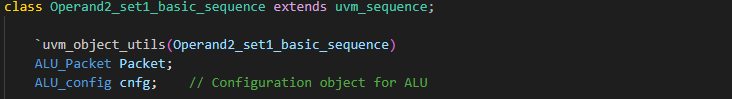 class Operand2_set1_basic_sequence extends uvm_sequence;
`uvm_object_utils(Operand2_set1_basic_sequence)
ALU_Packet Packet;
ALU_config cnfg;    // Configuration object for ALU